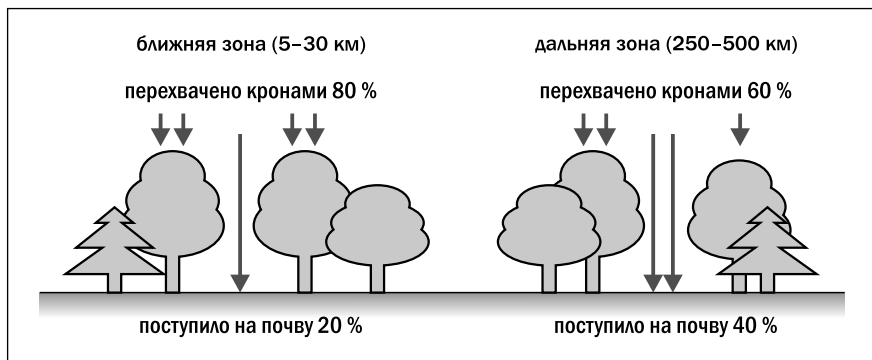 ближняя зона (5–30 км)
перехвачено кронами 80 %
поступило на почву 20 %
дальняя зона (250–500 км)
перехвачено кронами 60 %
поступило на почву 40 %